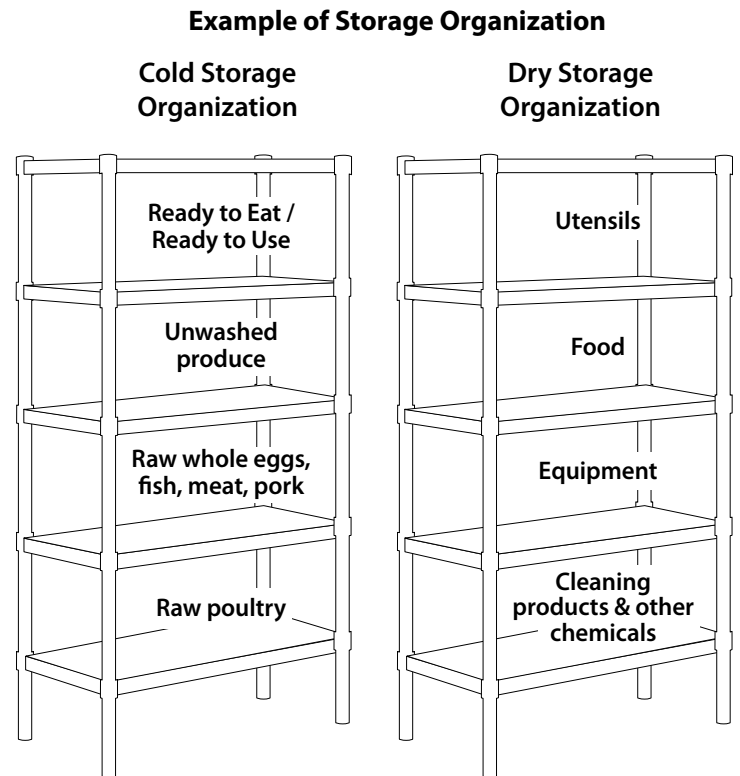 Example of Storage Organization
Cold Storage
Organization
Ready to Eat /
Ready to Use
Unwashed
produce
Raw whole eggs,
fish, meat, pork
Raw poultry
Dry Storage
Organization
Utensils
Food
Equipment
Cleaning
products & other
chemicals